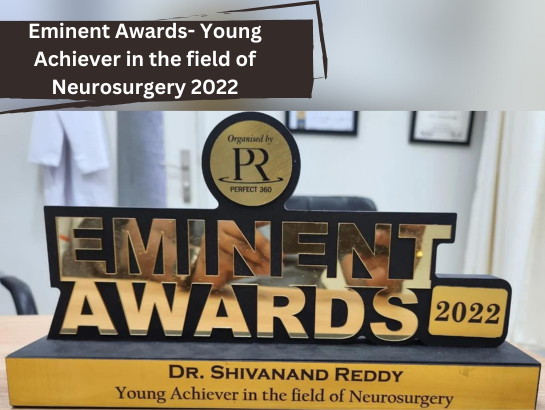 Eminent Awards- Young
Achiever in the field of
Neurosurgery 2022
Organised by
PR
PERFECT 360
EMINENT
AWARDS
2022
DR. SHIVANAND REDDY
Young Achiever in the field of Neurosurgery